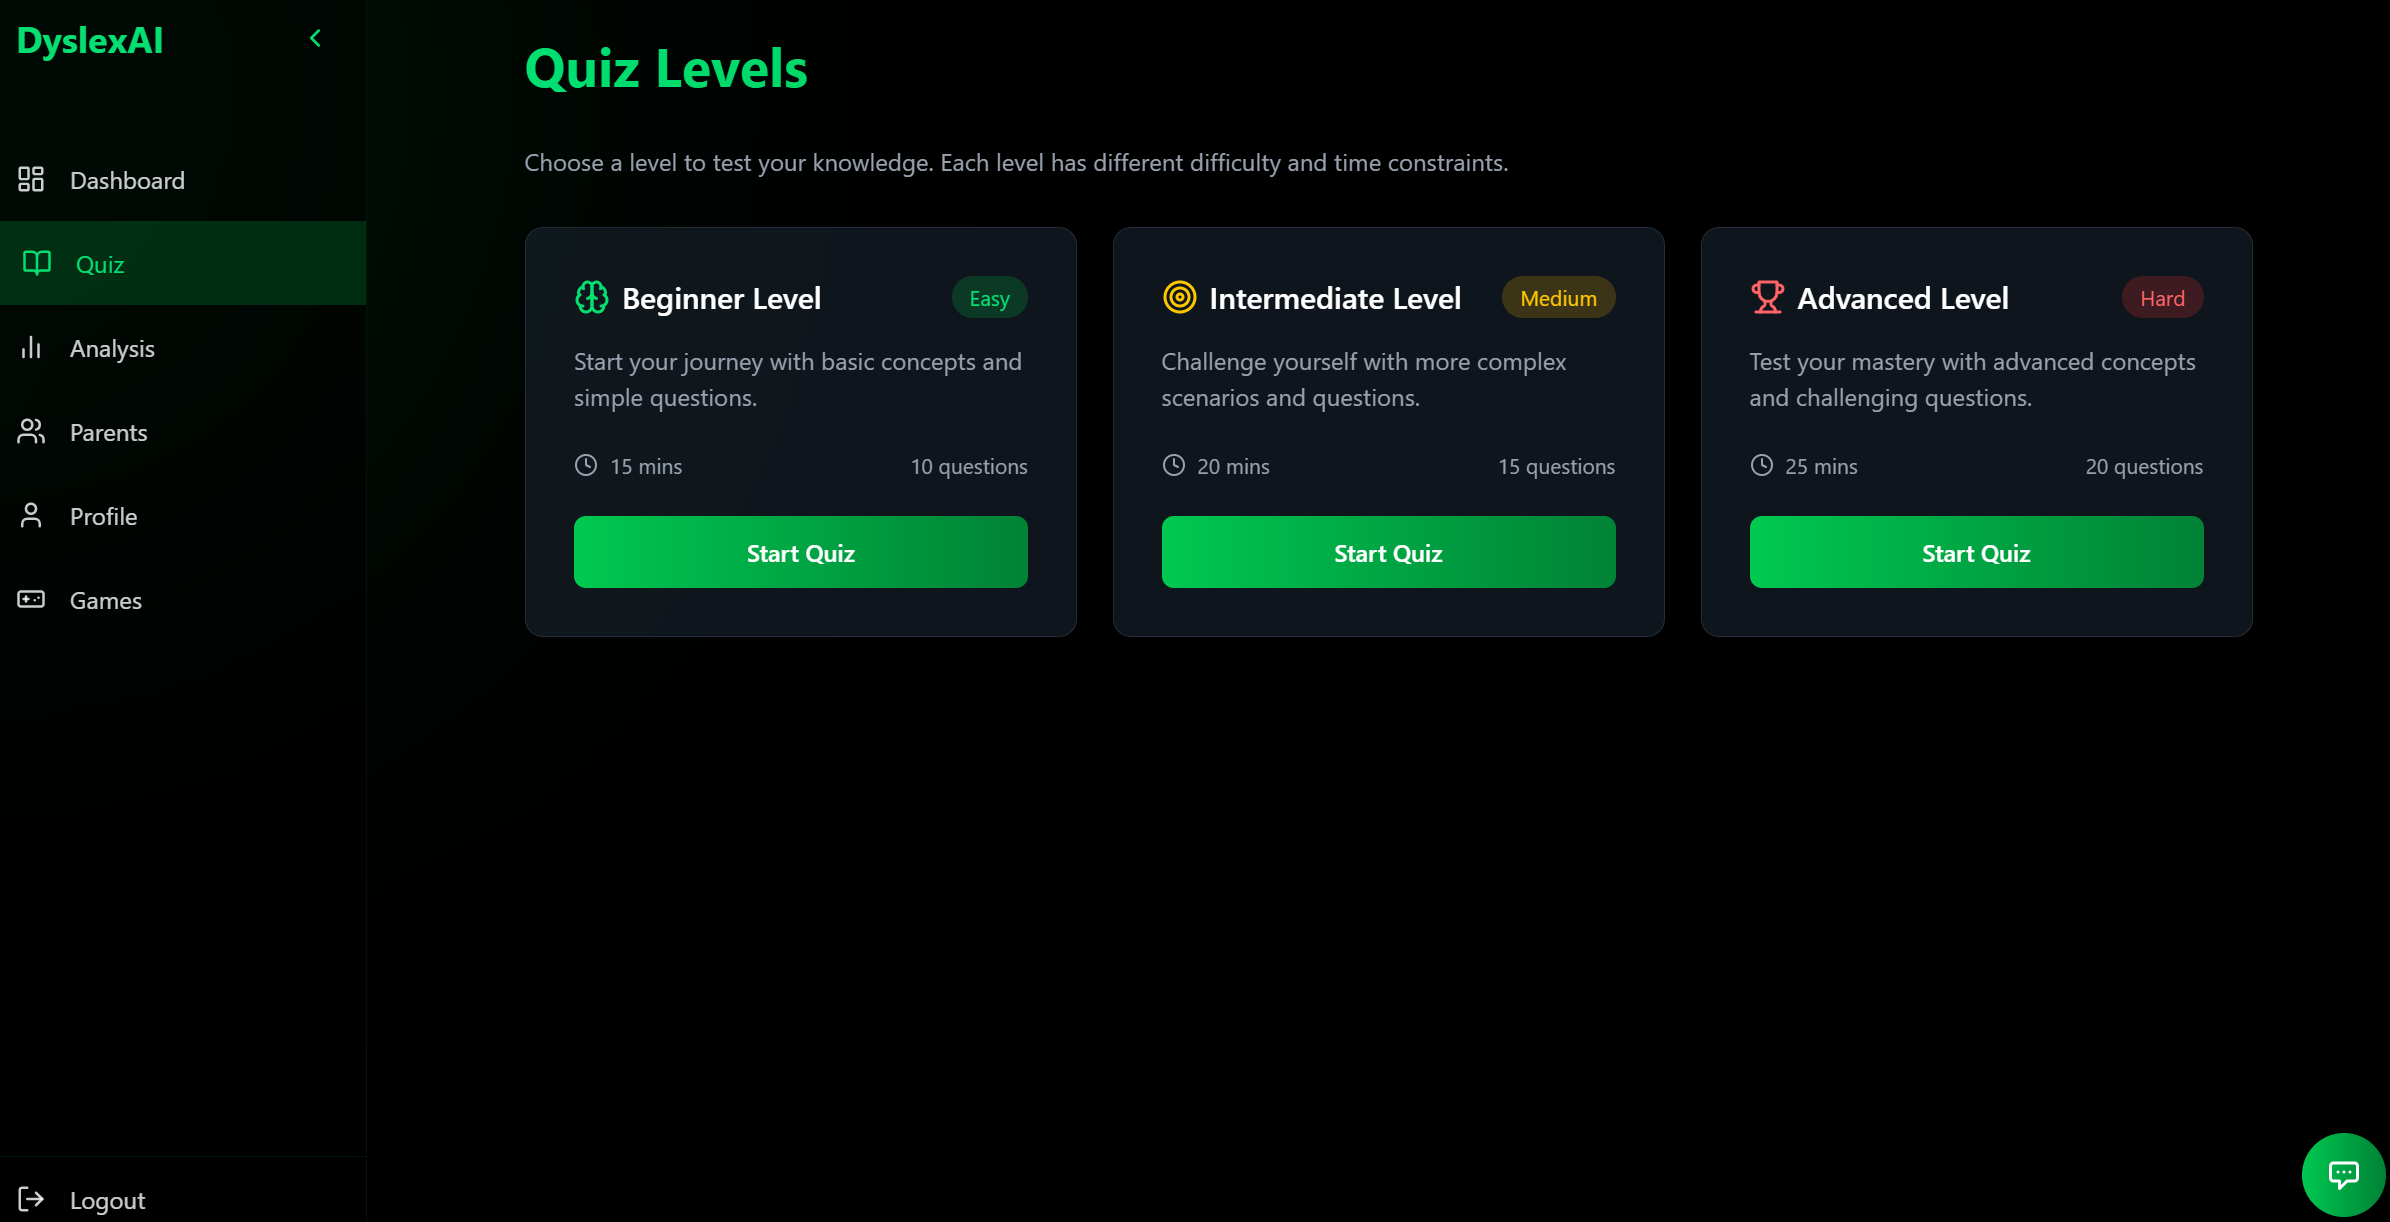 DyslexAI
Dashboard
Quiz
Analysis
Parents
Profile
Games
Logout
Quiz Levels
Choose a level to test your knowledge. Each level has different difficulty and time constraints.
Beginner Level
Easy
Start your journey with basic concepts and
simple questions.
15 mins
10 questions
Start Quiz
Intermediate Level
Medium
Challenge yourself with more complex
scenarios and questions.
20 mins
15 questions
Start Quiz
Advanced Level
Hard
Test your mastery with advanced concepts
and challenging questions.
25 mins
20 questions
Start Quiz